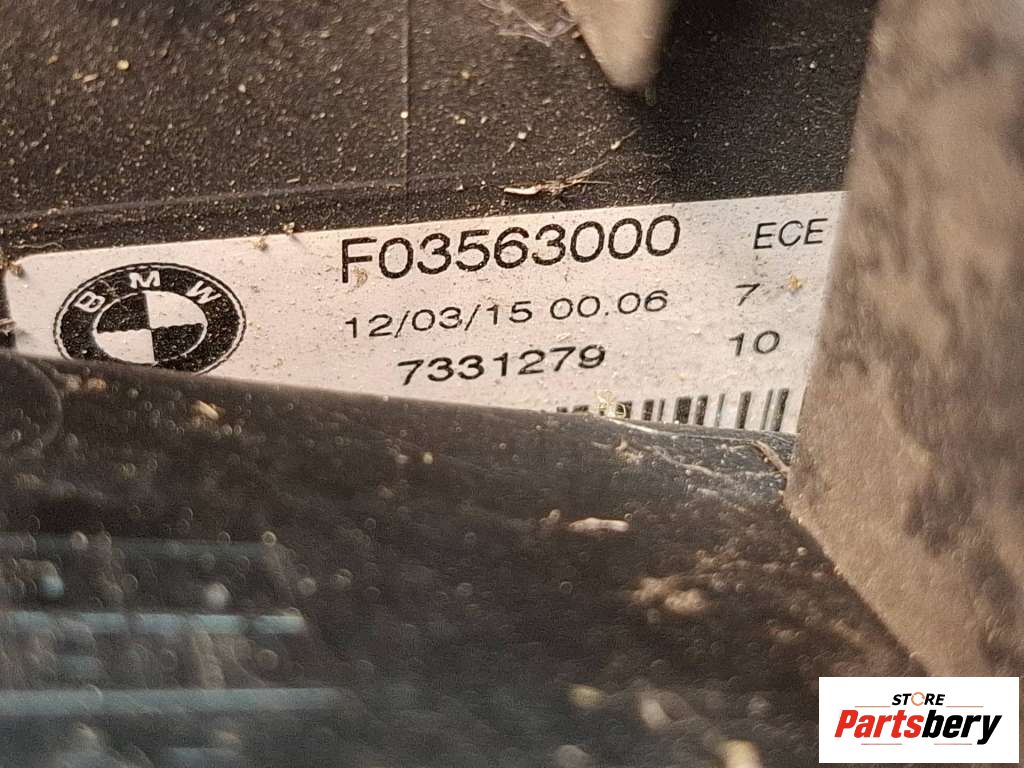 BMW
F03563000 ECE
12/03/15 00.06 7
7331279 10
STORE
Partsbery